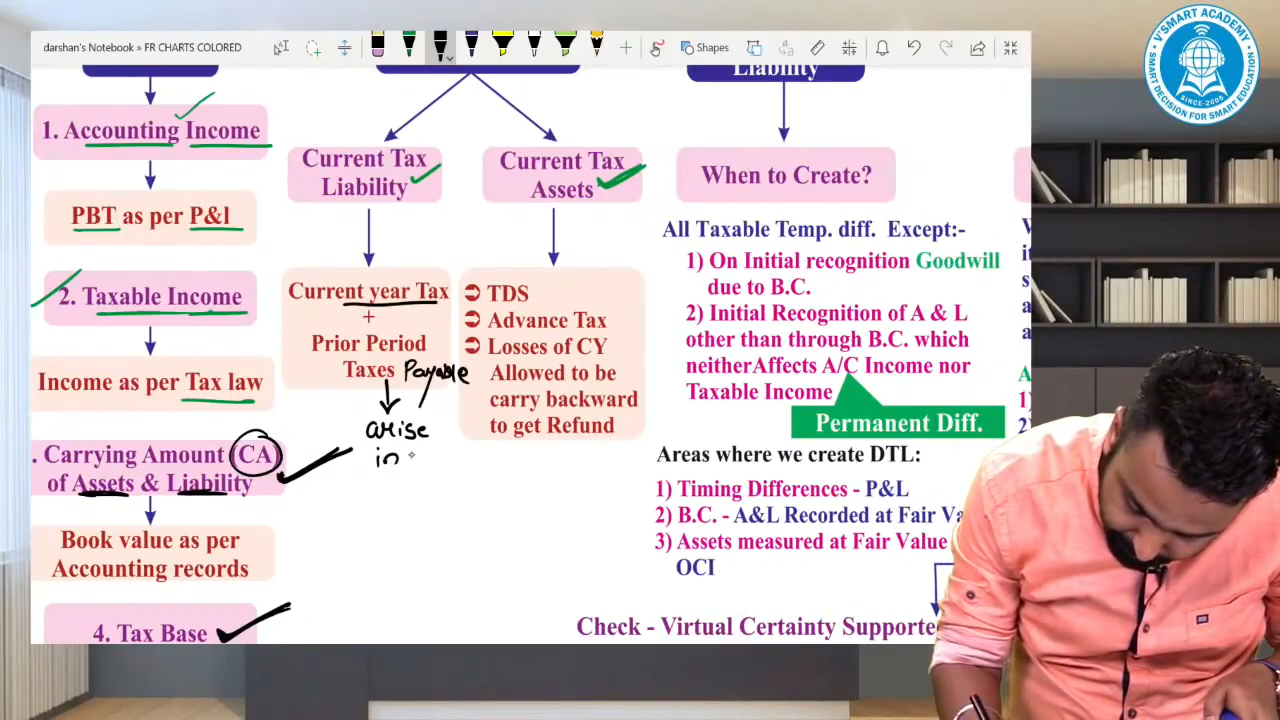 darshan's Notebook » FR CHARTS COLORED
Shapes
V'SMART ACADEMY
SINCE-2005
SMART DECISION FOR SMART EDUCATION
1. Accounting Income
PBT as per P&l
2. Taxable Income
Income as per Tax law
. Carrying Amount (CA)
of Assets & Liability
Book value as per
Accounting records
4. Tax Base
Current Tax
Liability
Current year Tax
+
Prior Period
Taxes Payable
arise
in
Current Tax
Assets
TDS
Advance Tax
Losses of CY
Allowed to be
carry backward
to get Refund
Liability
When to Create?
All Taxable Temp. diff. Except:-
1) On Initial recognition Goodwill
due to B.C.
2) Initial Recognition of A & L
other than through B.C. which
neitherAffects A/C Income nor
Taxable Income
Permanent Diff.
Areas where we create DTL:
1) Timing Differences - P&L
2) B.C. - A&L Recorded at Fair Va
3) Assets measured at Fair Value
OCI
Check - Virtual Certainty Supporte
1)
2)